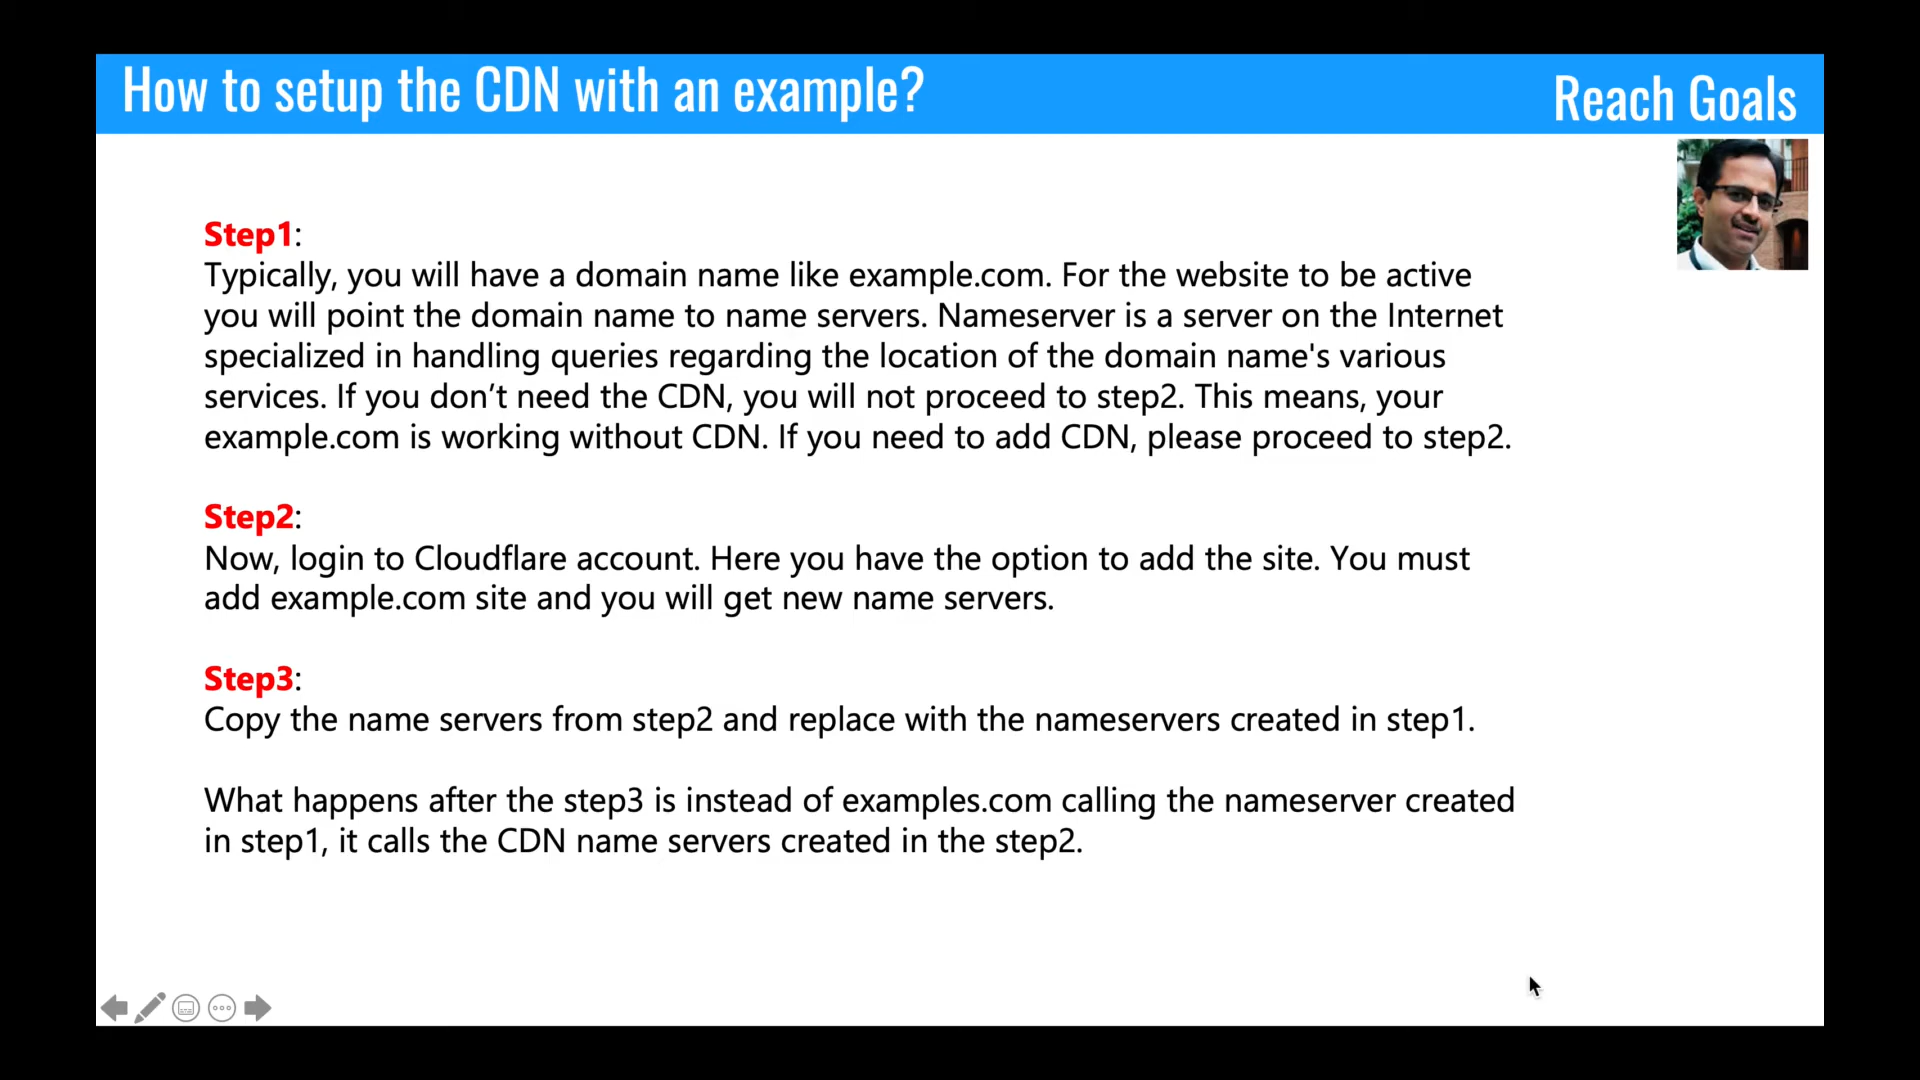 How to setup the CDN with an example?
Reach Goals
Step1:
Typically, you will have a domain name like example.com. For the website to be active
you will point the domain name to name servers. Nameserver is a server on the Internet
specialized in handling queries regarding the location of the domain name's various
services. If you don’t need the CDN, you will not proceed to step2. This means, your
example.com is working without CDN. If you need to add CDN, please proceed to step2.
Step2:
Now, login to Cloudflare account. Here you have the option to add the site. You must
add example.com site and you will get new name servers.
Step3:
Copy the name servers from step2 and replace with the nameservers created in step1.
What happens after the step3 is instead of examples.com calling the nameserver created
in step1, it calls the CDN name servers created in the step2.